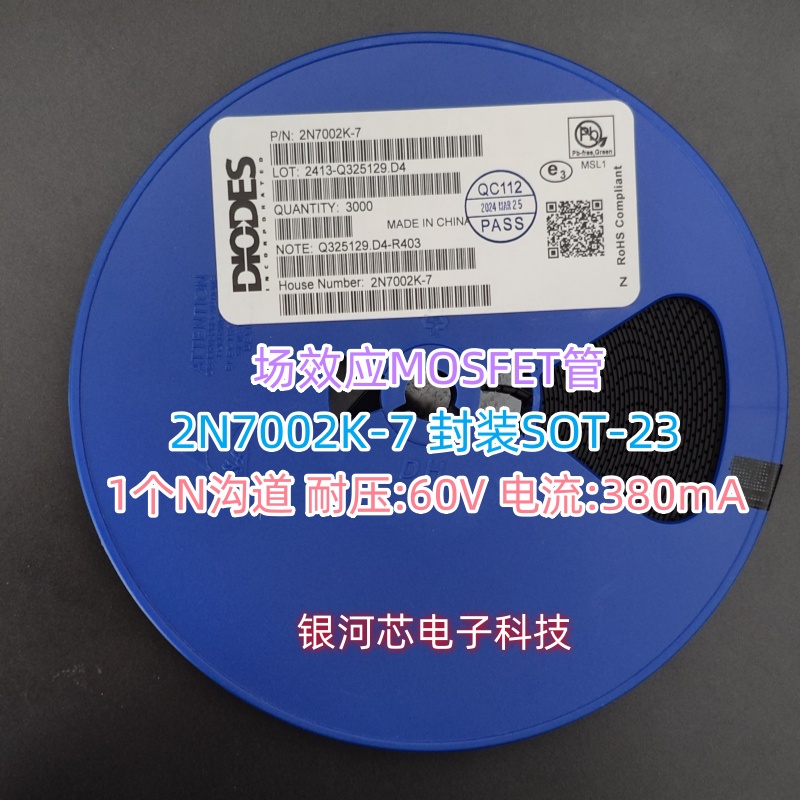 P/N: 2N7002K-7
LOT: 2413-Q325129.D4
QUANTITY: 3000
MADE IN CHINA
NOTE: Q325129.D4-R403
House Number: 2N7002K-7
DIODES
INCORPORATED
QC112
2024 MAR 25
PASS
Pb
Pb-free,Green
e3
MSL1
RoHS Compliant
Z
场效应MOSFET管
2N7002K-7 封装SOT-23
1个N沟道 耐压:60V 电流:380mA
银河芯电子科技